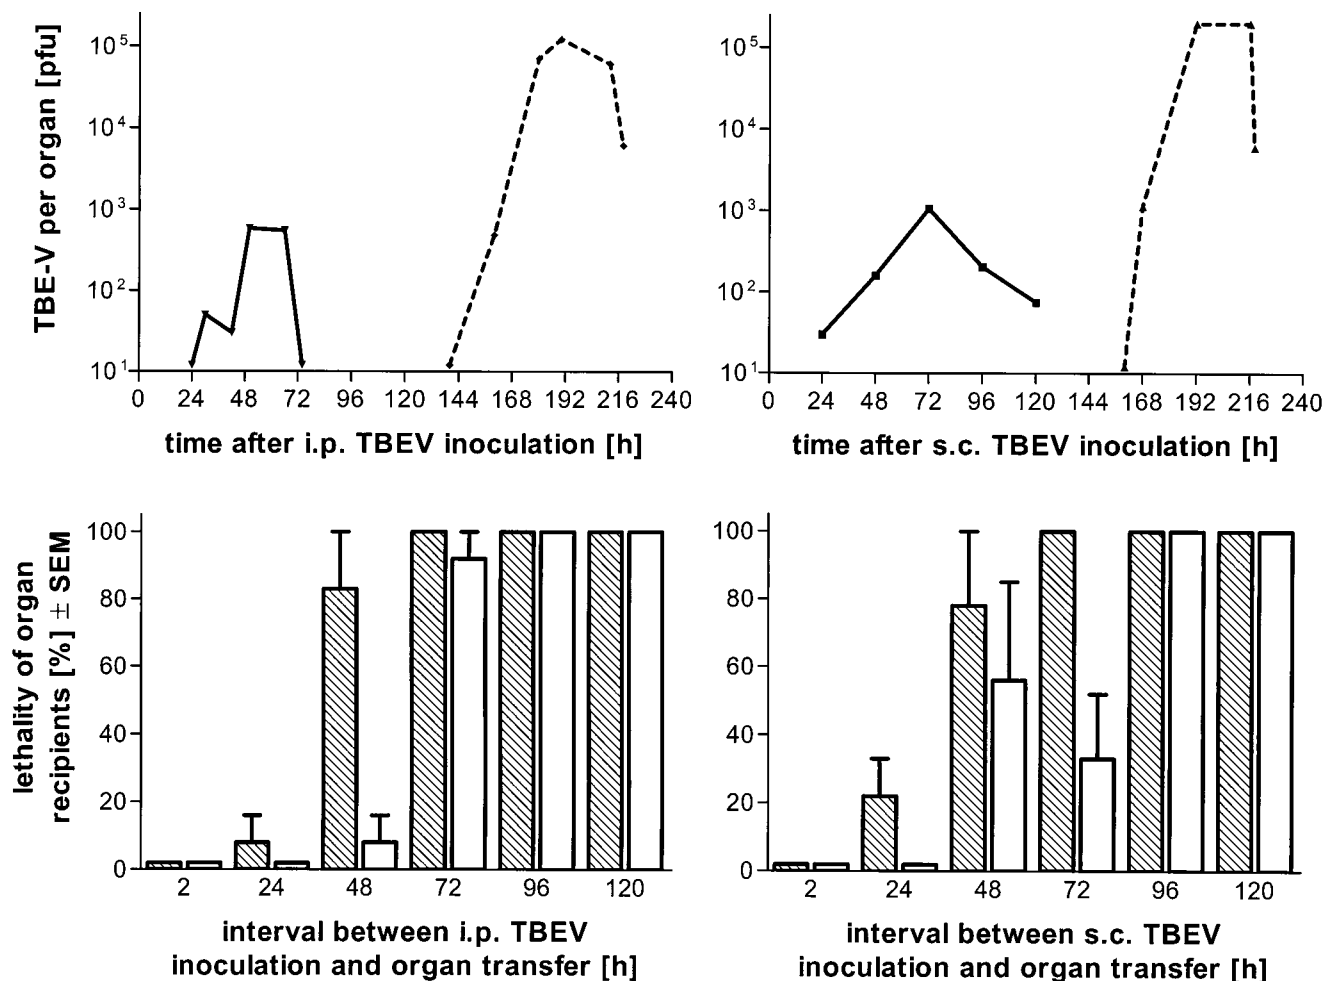 TBE-V per organ [pfu]
10⁵
10⁴
10³
10²
10¹
0 24 48 72 96 120 144 168 192 216 240
time after i.p. TBEV inoculation [h]
10⁵
10⁴
10³
10²
10¹
0 24 48 72 96 120 144 168 192 216 240
time after s.c. TBEV inoculation [h]
lethality of organ
recipients [%] ± SEM
100
80
60
40
20
0
2 24 48 72 96 120
interval between i.p. TBEV
inoculation and organ transfer [h]
100
80
60
40
20
0
2 24 48 72 96 120
interval between s.c. TBEV
inoculation and organ transfer [h]